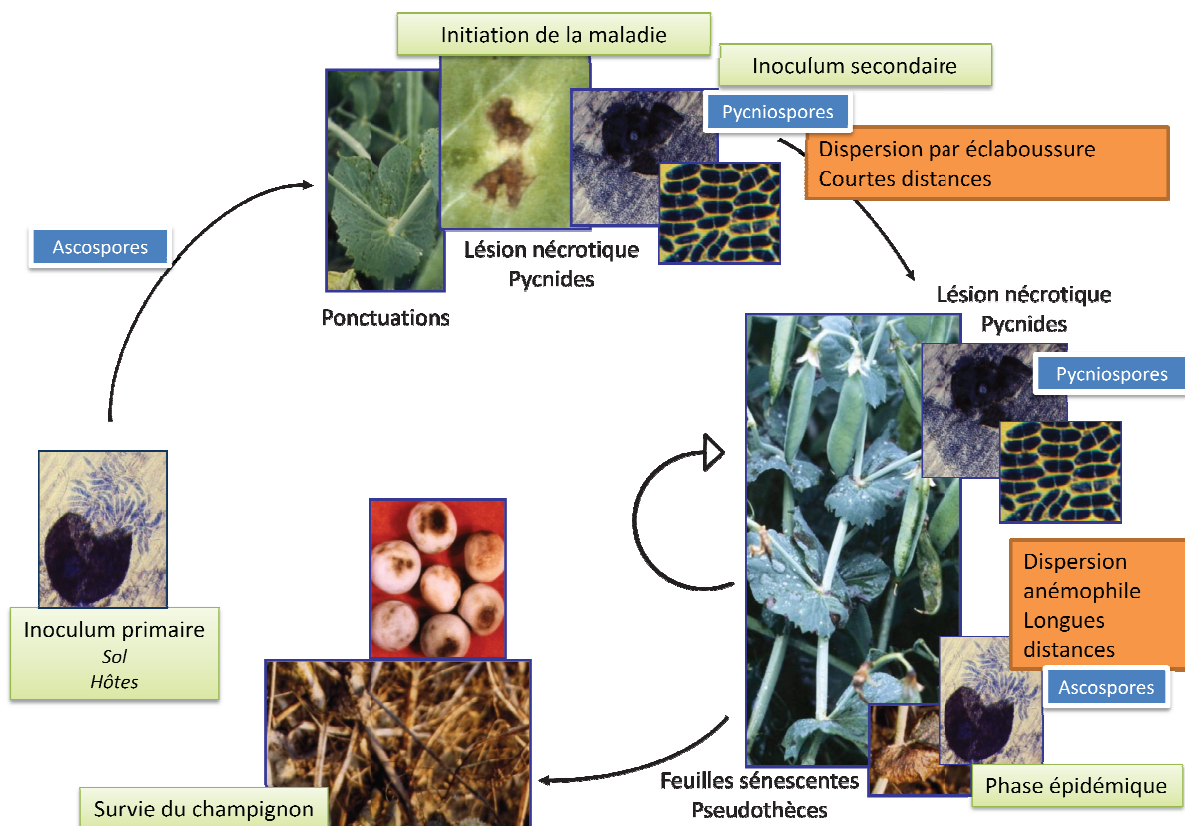 Initiation de la maladie
Inoculum secondaire
Pycniospores
Dispersion par éclaboussure
Courtes distances
Ascospores
Lésion nécrotique
Pycnides
Ponctuations
Lésion nécrotique
Pycnides
Pycniospores
Inoculum primaire
Sol
Hôtes
Dispersion
anémophile
Longues
distances
Ascospores
Feuilles sénescentes
Pseudothèces
Phase épidémique
Survie du champignon